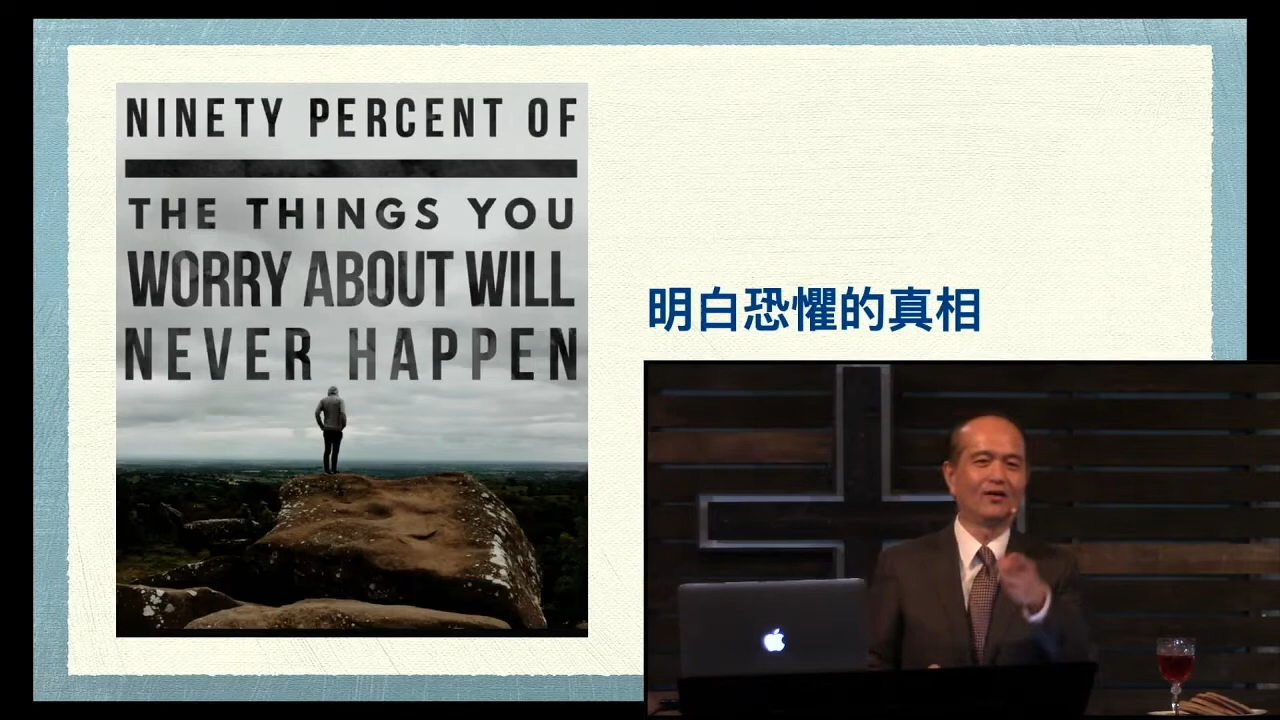 NINETY PERCENT OF
THE THINGS YOU
WORRY ABOUT WILL
NEVER HAPPEN
明白恐懼的真相